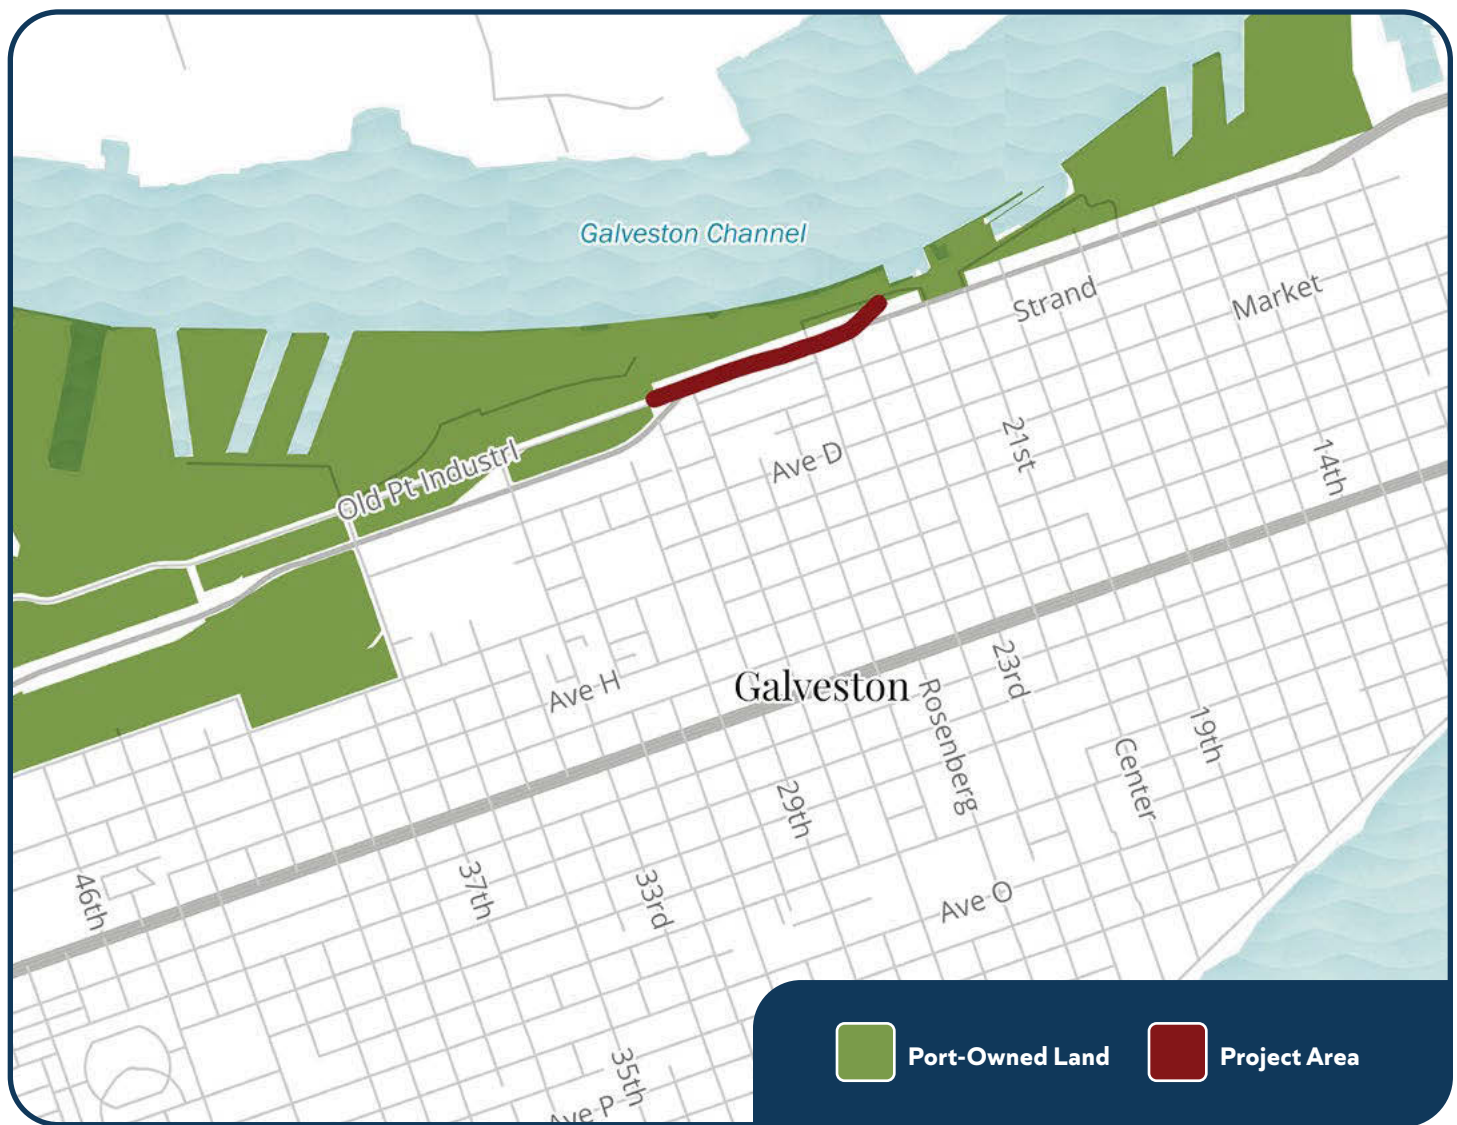 Galveston Channel
Strand
Market
Old Pt Industrl
Ave D
21st
14th
Ave H
Galveston
23rd
Rosenberg
19th
Center
29th
46th
37th
33rd
Ave O
35th
Ave P
Port-Owned Land
Project Area